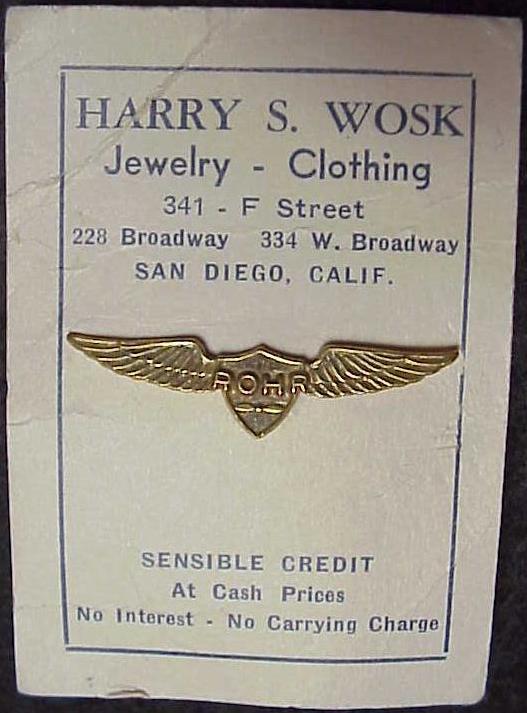 HARRY S. WOSK
Jewelry - Clothing
341 - F Street
228 Broadway 334 W. Broadway
SAN DIEGO, CALIF.
ROHR
SENSIBLE CREDIT
At Cash Prices
No Interest - No Carrying Charge